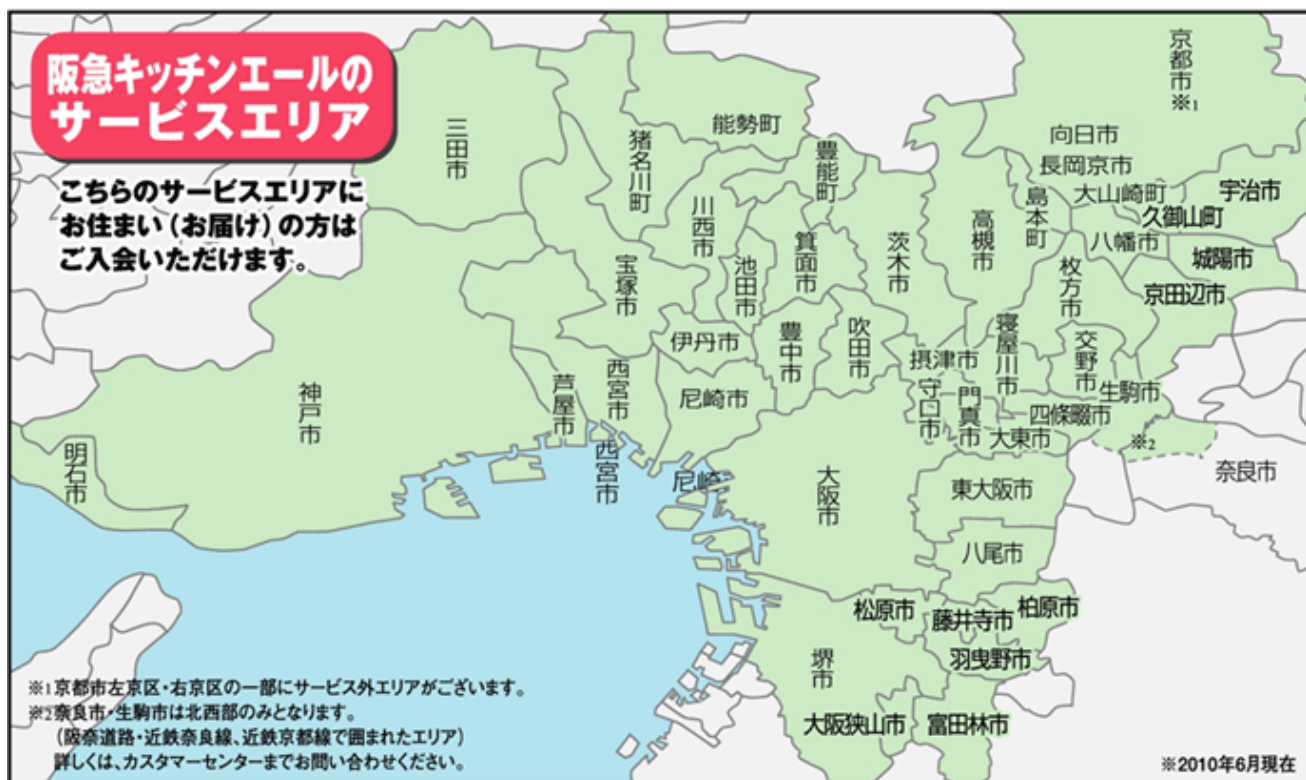 阪急キッチンエールの
サービスエリア
こちらのサービスエリアに
お住まい（お届け）の方は
ご入会いただけます。
京都市
※1
向日市
長岡京市
大山崎町
宇治市
久御山町
島本町
八幡市
城陽市
京田辺市
能勢町
豊能町
三田市
猪名川町
川西市
池田市
箕面市
茨木市
高槻市
枚方市
宝塚市
伊丹市
豊中市
吹田市
摂津市
寝屋川市
交野市
生駒市
※2
奈良市
神戸市
明石市
芦屋市
西宮市
西宮市
尼崎市
尼崎
守口市
門真市
四條畷市
大東市
大阪市
東大阪市
八尾市
松原市
藤井寺市
柏原市
羽曳野市
堺市
大阪狭山市
富田林市
※1京都市左京区・右京区の一部にサービス外エリアがございます。
※2奈良市・生駒市は北西部のみとなります。
（阪奈道路・近鉄奈良線、近鉄京都線で囲まれたエリア）
詳しくは、カスタマーセンターまでお問い合わせください。
※2010年6月現在